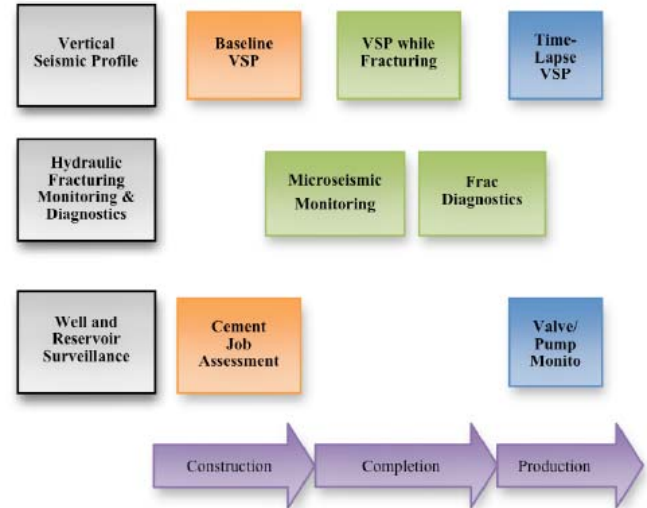 Vertical
Seismic Profile
Baseline
VSP
VSP while
Fracturing
Time-
Lapse
VSP
Hydraulic
Fracturing
Monitoring &
Diagnostics
Microseismic
Monitoring
Frac
Diagnostics
Well and
Reservoir
Surveillance
Cement
Job
Assessment
Valve/
Pump
Monito
Construction
Completion
Production